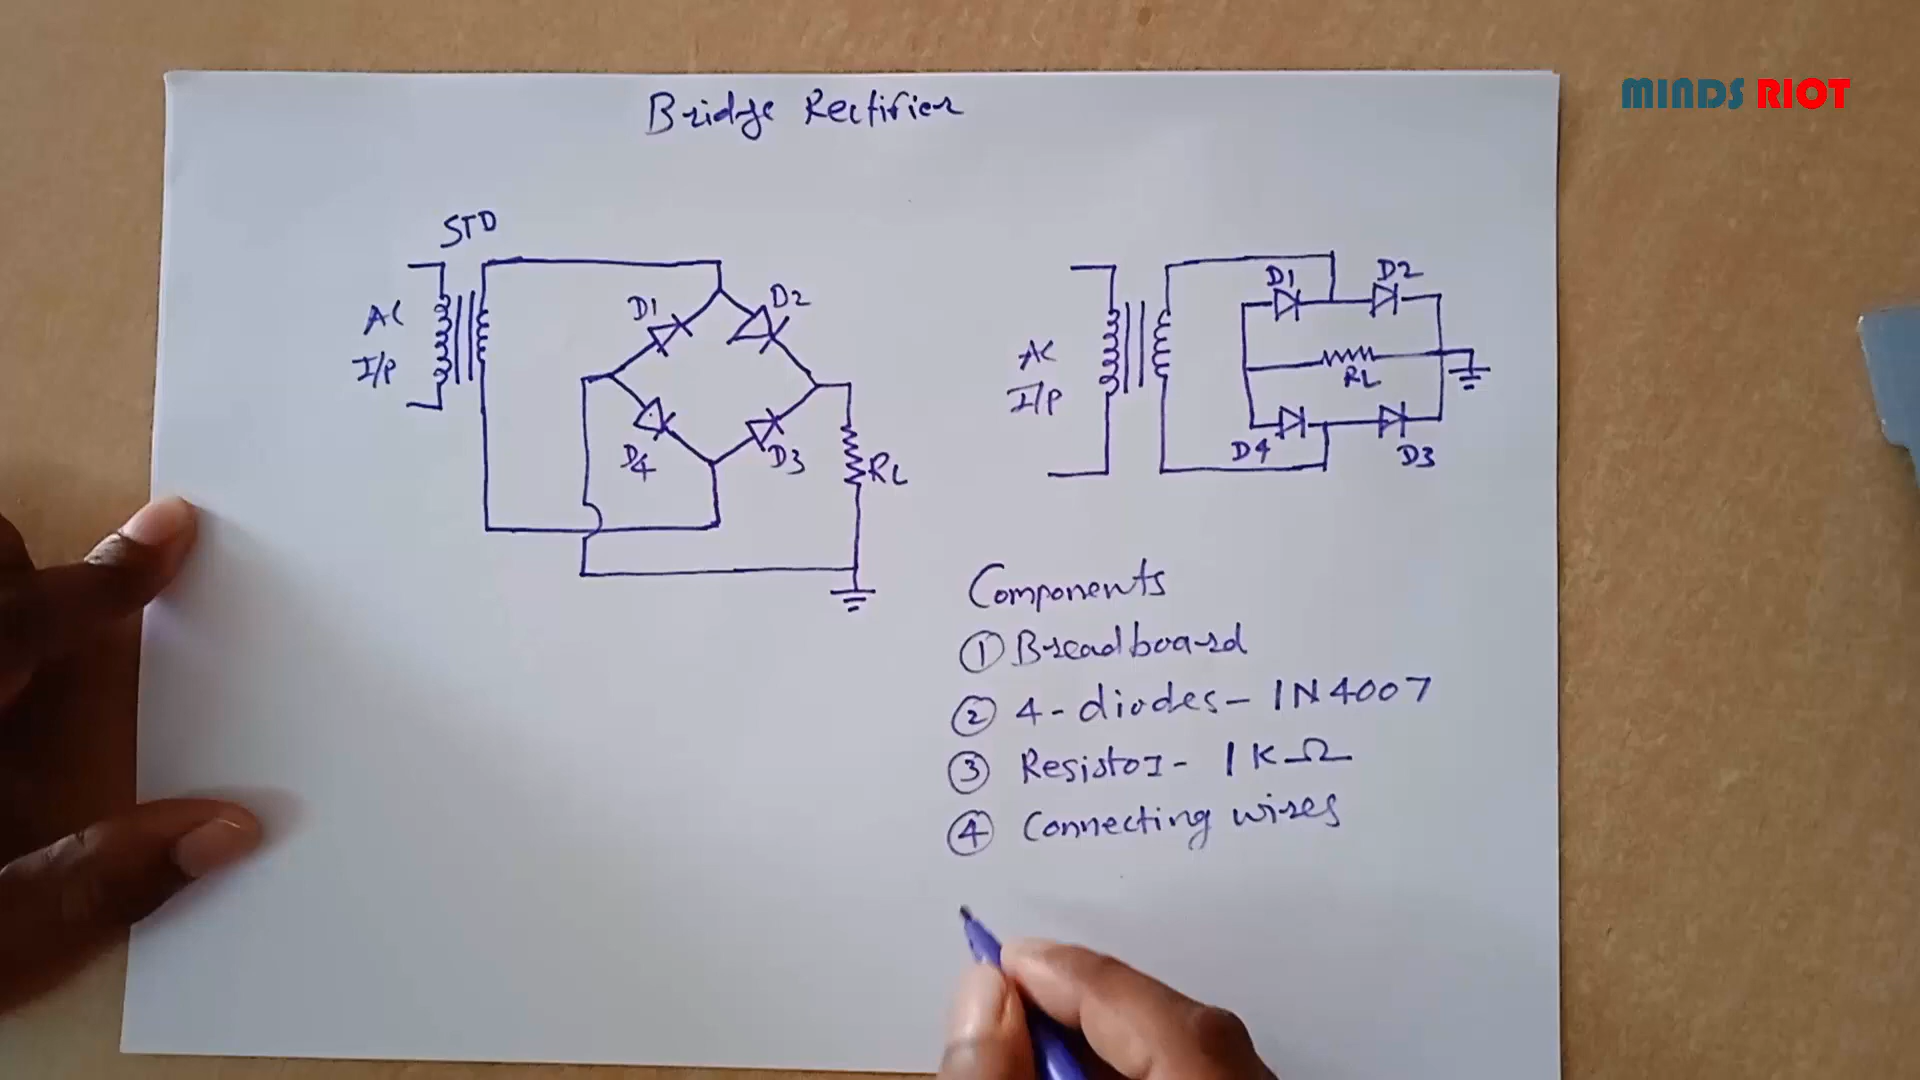 MINDS RIOT
Bridge Rectifier
STD
AC
I/P
D1
D2
D4
D3
RL
AC
I/P
D1
D2
RL
D4
D3
Components
① Breadboard
② 4 - diodes - 1N4007
③ Resistor - 1KΩ
④ Connecting wires